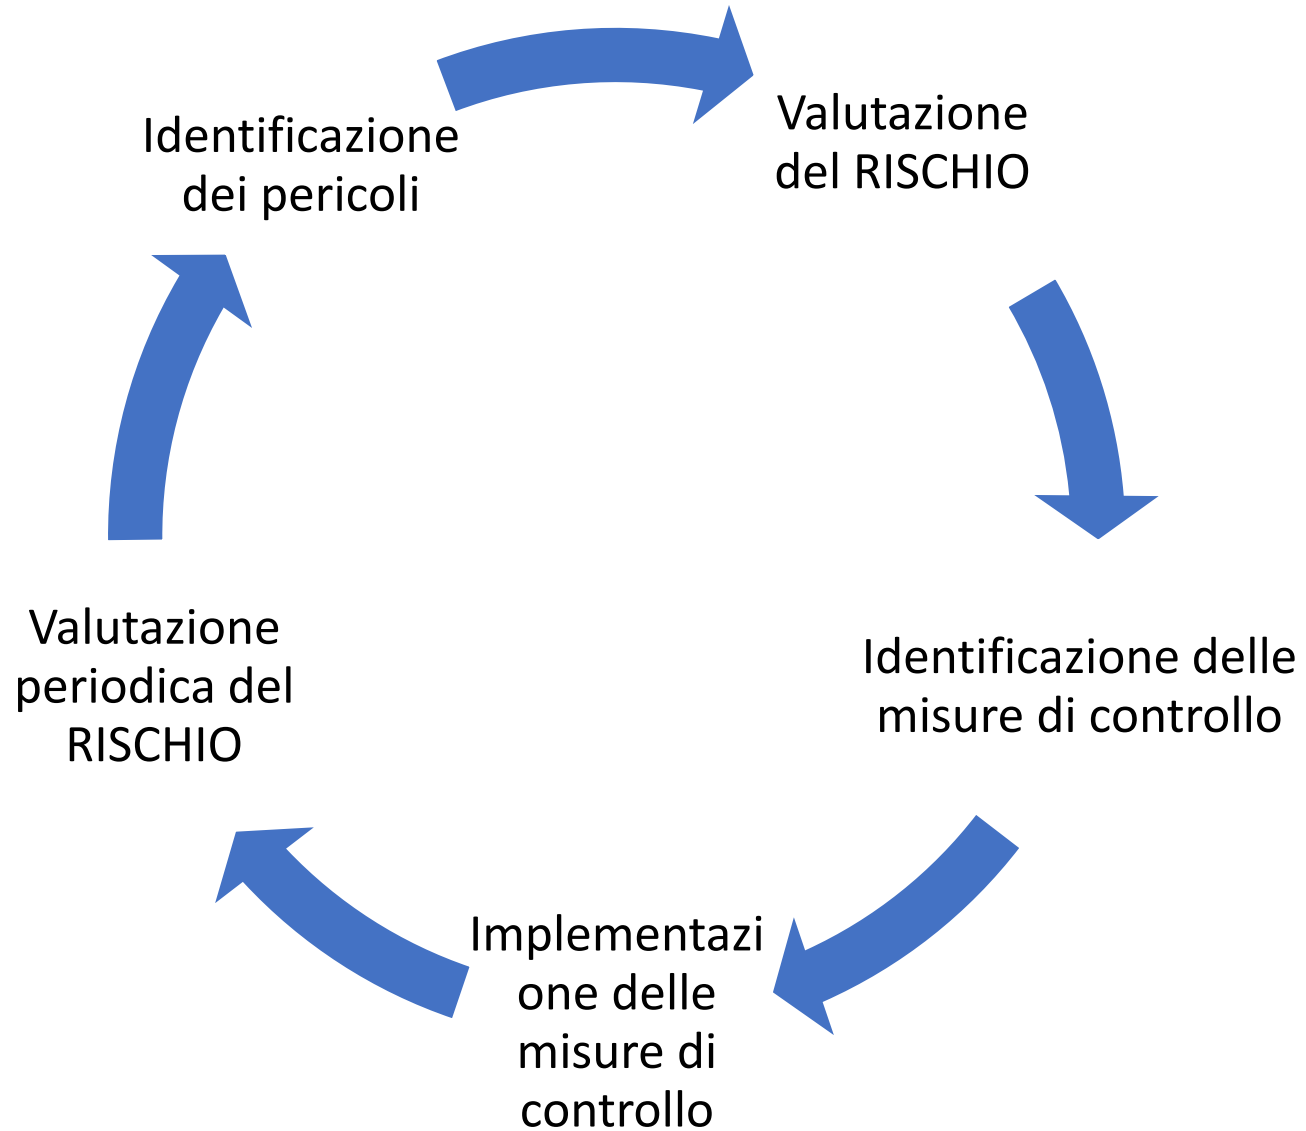 Identificazione
dei pericoli
Valutazione
del RISCHIO
Identificazione delle
misure di controllo
Implementazi
one delle
misure di
controllo
Valutazione
periodica del
RISCHIO